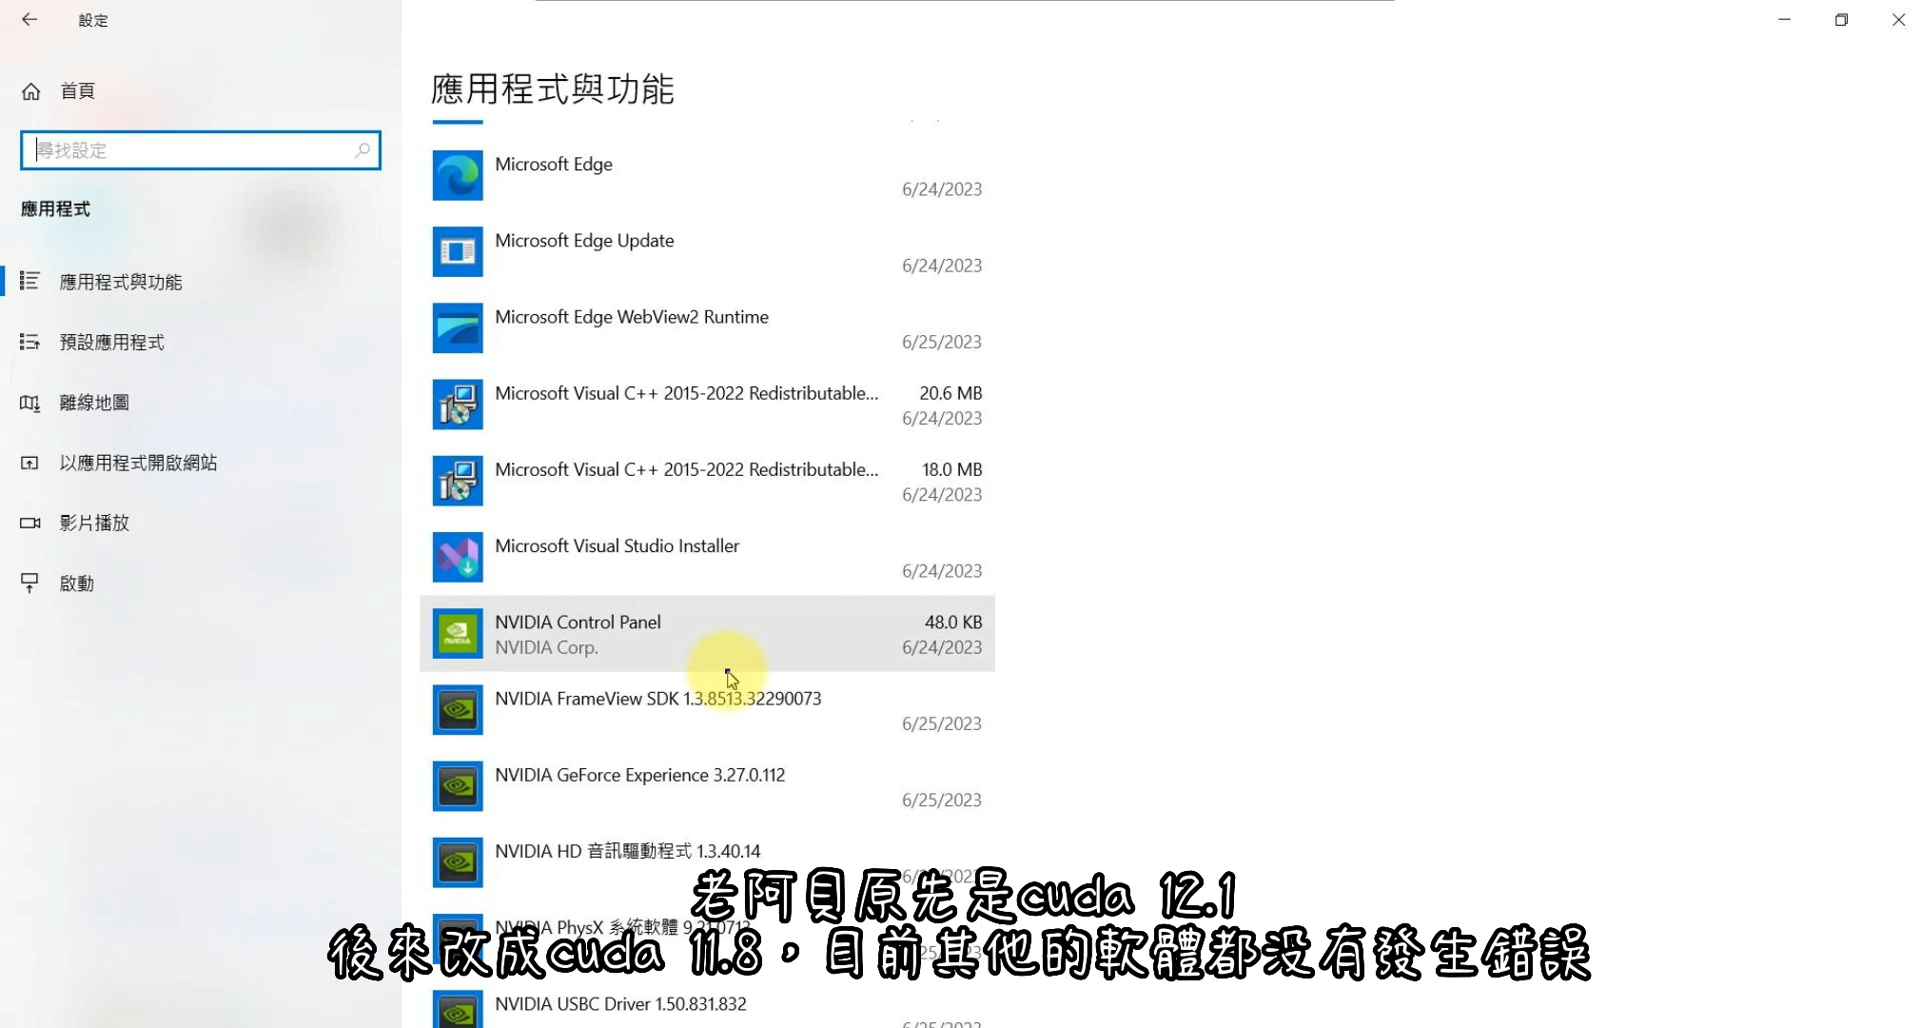 設定
首頁
尋找設定
應用程式
應用程式與功能
預設應用程式
離線地圖
以應用程式開啟網站
影片播放
啟動
應用程式與功能
Microsoft Edge
6/24/2023
Microsoft Edge Update
6/24/2023
Microsoft Edge WebView2 Runtime
6/25/2023
Microsoft Visual C++ 2015-2022 Redistributable... 20.6 MB
6/24/2023
Microsoft Visual C++ 2015-2022 Redistributable... 18.0 MB
6/24/2023
Microsoft Visual Studio Installer
6/24/2023
NVIDIA Control Panel 48.0 KB
NVIDIA Corp. 6/24/2023
NVIDIA FrameView SDK 1.3.8513.32290073
6/25/2023
NVIDIA GeForce Experience 3.27.0.112
6/25/2023
NVIDIA HD 音訊驅動程式 1.3.40.14
NVIDIA PhysX 系統軟體
NVIDIA USBC Driver 1.50.831.832
6/25/2023
老阿貝原先是cuda 12.1
後來改成cuda 11.8，目前其他的軟體都沒有發生錯誤